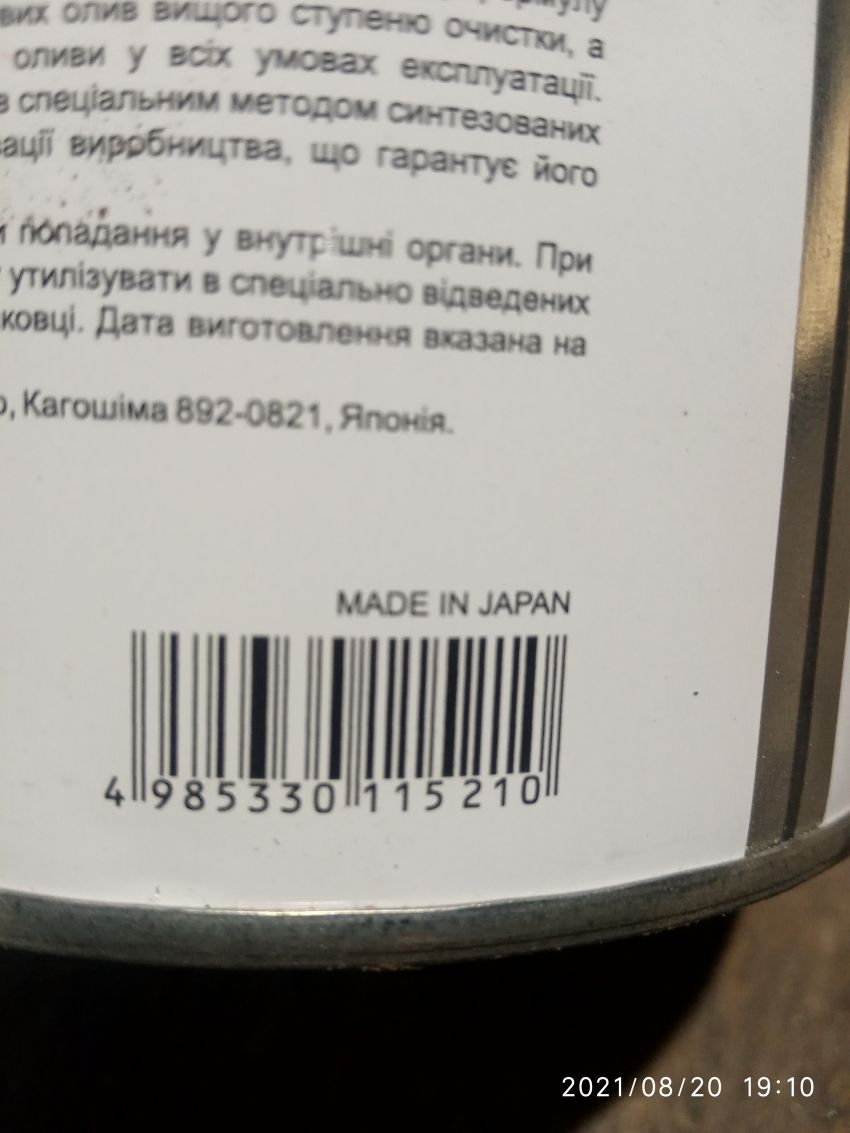 вих олив вищого ступеню очистки, а
оливи у всіх умовах експлуатації.
в спеціальним методом синтезованих
ації виробництва, що гарантує його
попадання у внутрішні органи. При
утилізувати в спеціально відведених
ковці. Дата виготовлення вказана на
о, Кагошіма 892-0821, Японія.
MADE IN JAPAN
4 985330 115210
2021/08/20 19:10